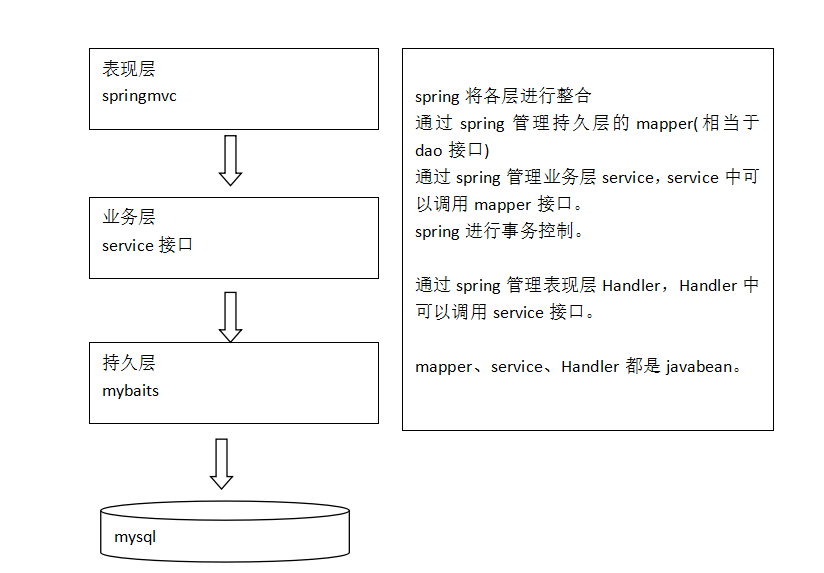 表现层
springmvc
业务层
service 接口
持久层
mybaits
mysql
spring 将各层进行整合
通过 spring 管理持久层的 mapper(相当于
dao 接口)
通过 spring 管理业务层 service，service 中可
以调用 mapper 接口。
spring 进行事务控制。
通过 spring 管理表现层 Handler，Handler 中
可以调用 service 接口。
mapper、service、Handler 都是 javabean。